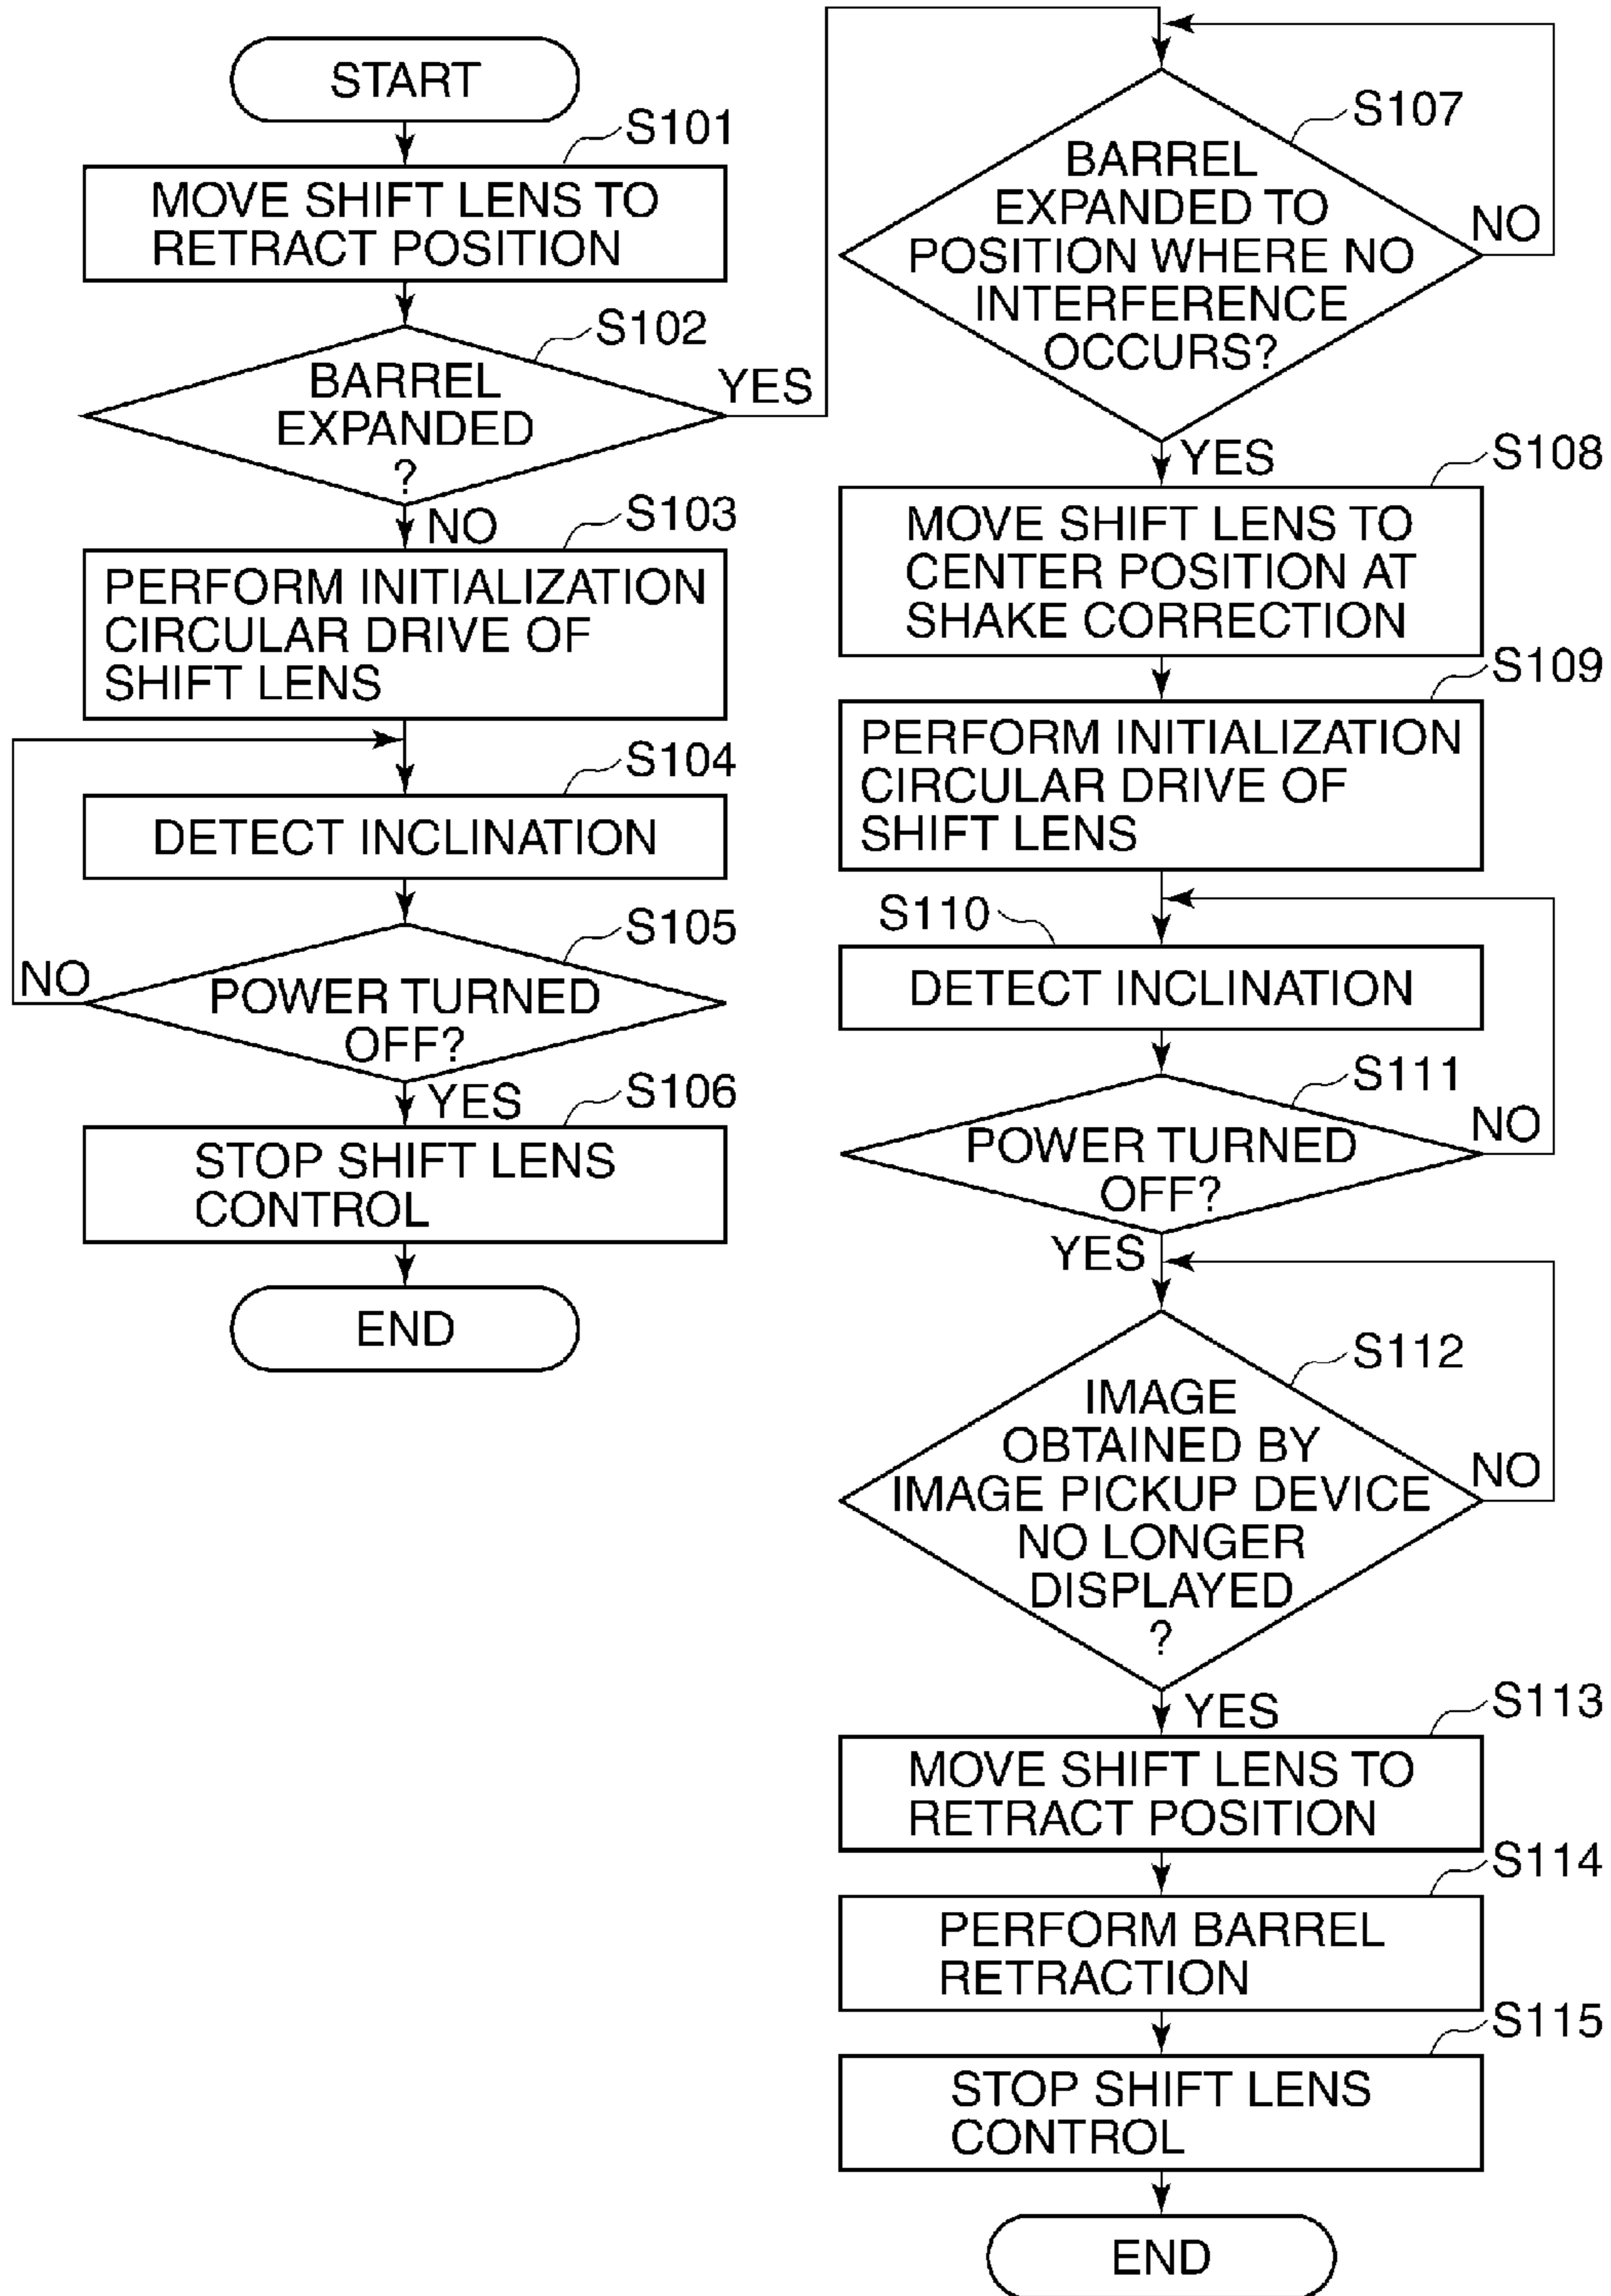 START
S101
MOVE SHIFT LENS TO
RETRACT POSITION
S102
BARREL
EXPANDED
?
YES
NO
S103
PERFORM INITIALIZATION
CIRCULAR DRIVE OF
SHIFT LENS
S104
DETECT INCLINATION
S105
NO
POWER TURNED
OFF?
YES
S106
STOP SHIFT LENS
CONTROL
END
S107
BARREL
EXPANDED TO
POSITION WHERE NO
INTERFERENCE
OCCURS?
NO
YES
S108
MOVE SHIFT LENS TO
CENTER POSITION AT
SHAKE CORRECTION
S109
PERFORM INITIALIZATION
CIRCULAR DRIVE OF
SHIFT LENS
S110
DETECT INCLINATION
S111
NO
POWER TURNED
OFF?
YES
S112
IMAGE
OBTAINED BY
IMAGE PICKUP DEVICE
NO LONGER
DISPLAYED
?
NO
YES
S113
MOVE SHIFT LENS TO
RETRACT POSITION
S114
PERFORM BARREL
RETRACTION
S115
STOP SHIFT LENS
CONTROL
END